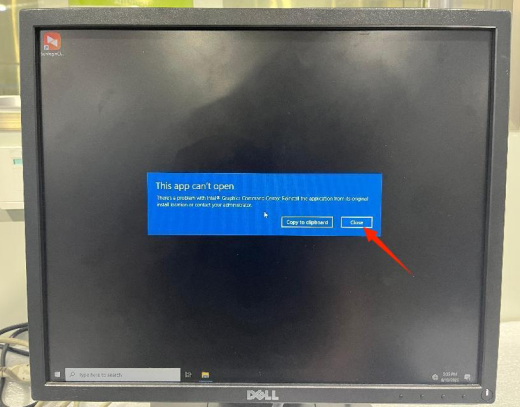 This app can't open
There's a problem with Intel® Graphics Command Center. Reinstall the application from its original
install location or contact your administrator.
Copy to clipboard
Close
Type here to search
DELL